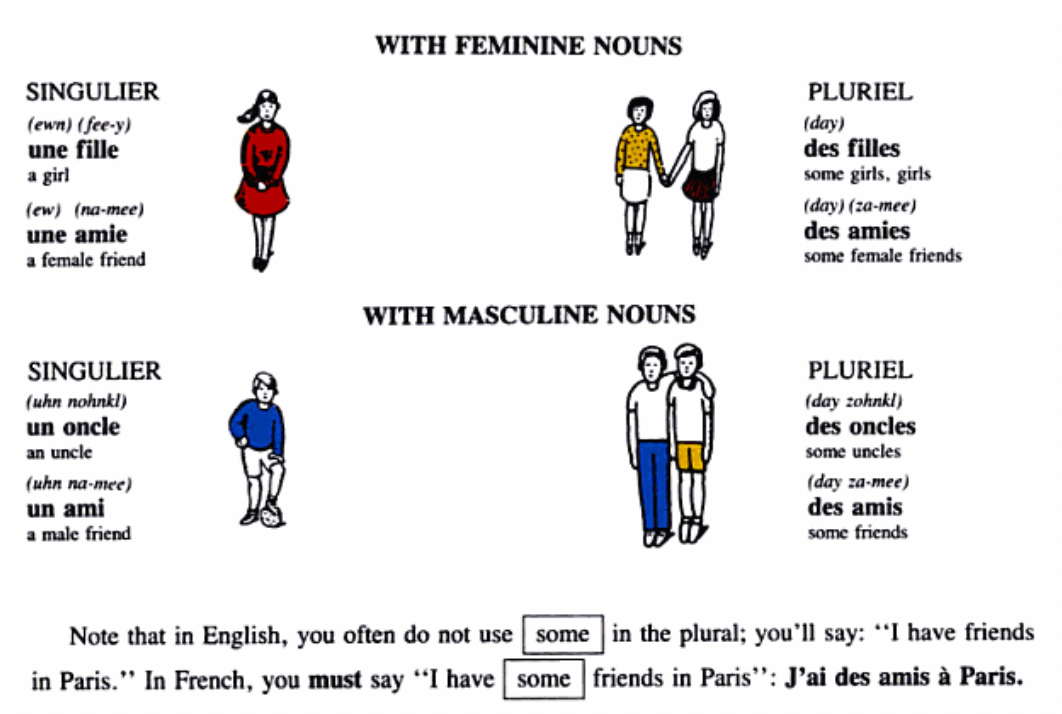 WITH FEMININE NOUNS
SINGULIER
(ewn) (fee-y)
une fille
a girl
(ew) (na-mee)
une amie
a female friend
PLURIEL
(day)
des filles
some girls, girls
(day) (za-mee)
des amies
some female friends
WITH MASCULINE NOUNS
SINGULIER
(uhn nohnkl)
un oncle
an uncle
(uhn na-mee)
un ami
a male friend
PLURIEL
(day zohnkl)
des oncles
some uncles
(day za-mee)
des amis
some friends
Note that in English, you often do not use some in the plural; you'll say: "I have friends
in Paris." In French, you must say "I have some friends in Paris": J'ai des amis à Paris.